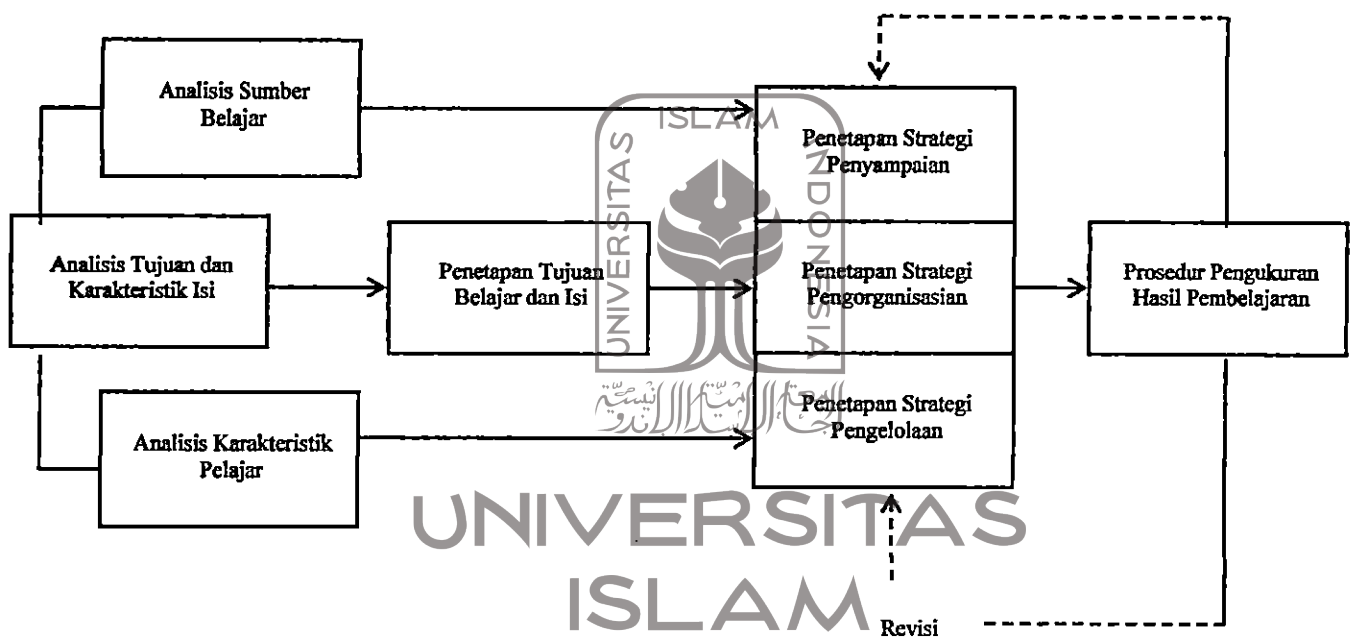 Analisis Sumber
Belajar
Analisis Tujuan dan
Karakteristik Isi
Analisis Karakteristik
Pelajar
Penetapan Tujuan
Belajar dan Isi
Penetapan Strategi
Penyampaian
Penetapan Strategi
Pengorganisasian
Penetapan Strategi
Pengelolaan
Prosedur Pengukuran
Hasil Pembelajaran
Revisi
ISLAM
UNIVERSITAS
INDONESIA
UNIVERSITAS
ISLAM